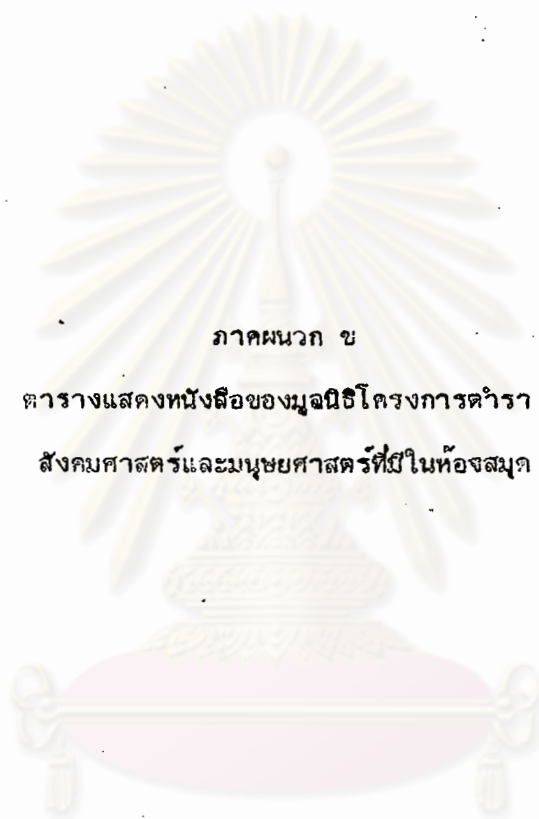 ภาคผนวก ข
ตารางแสดงหนังสือของมูลนิธิโครงการตำรา
สังคมศาสตร์และมนุษยศาสตร์ที่มีในห้องสมุด